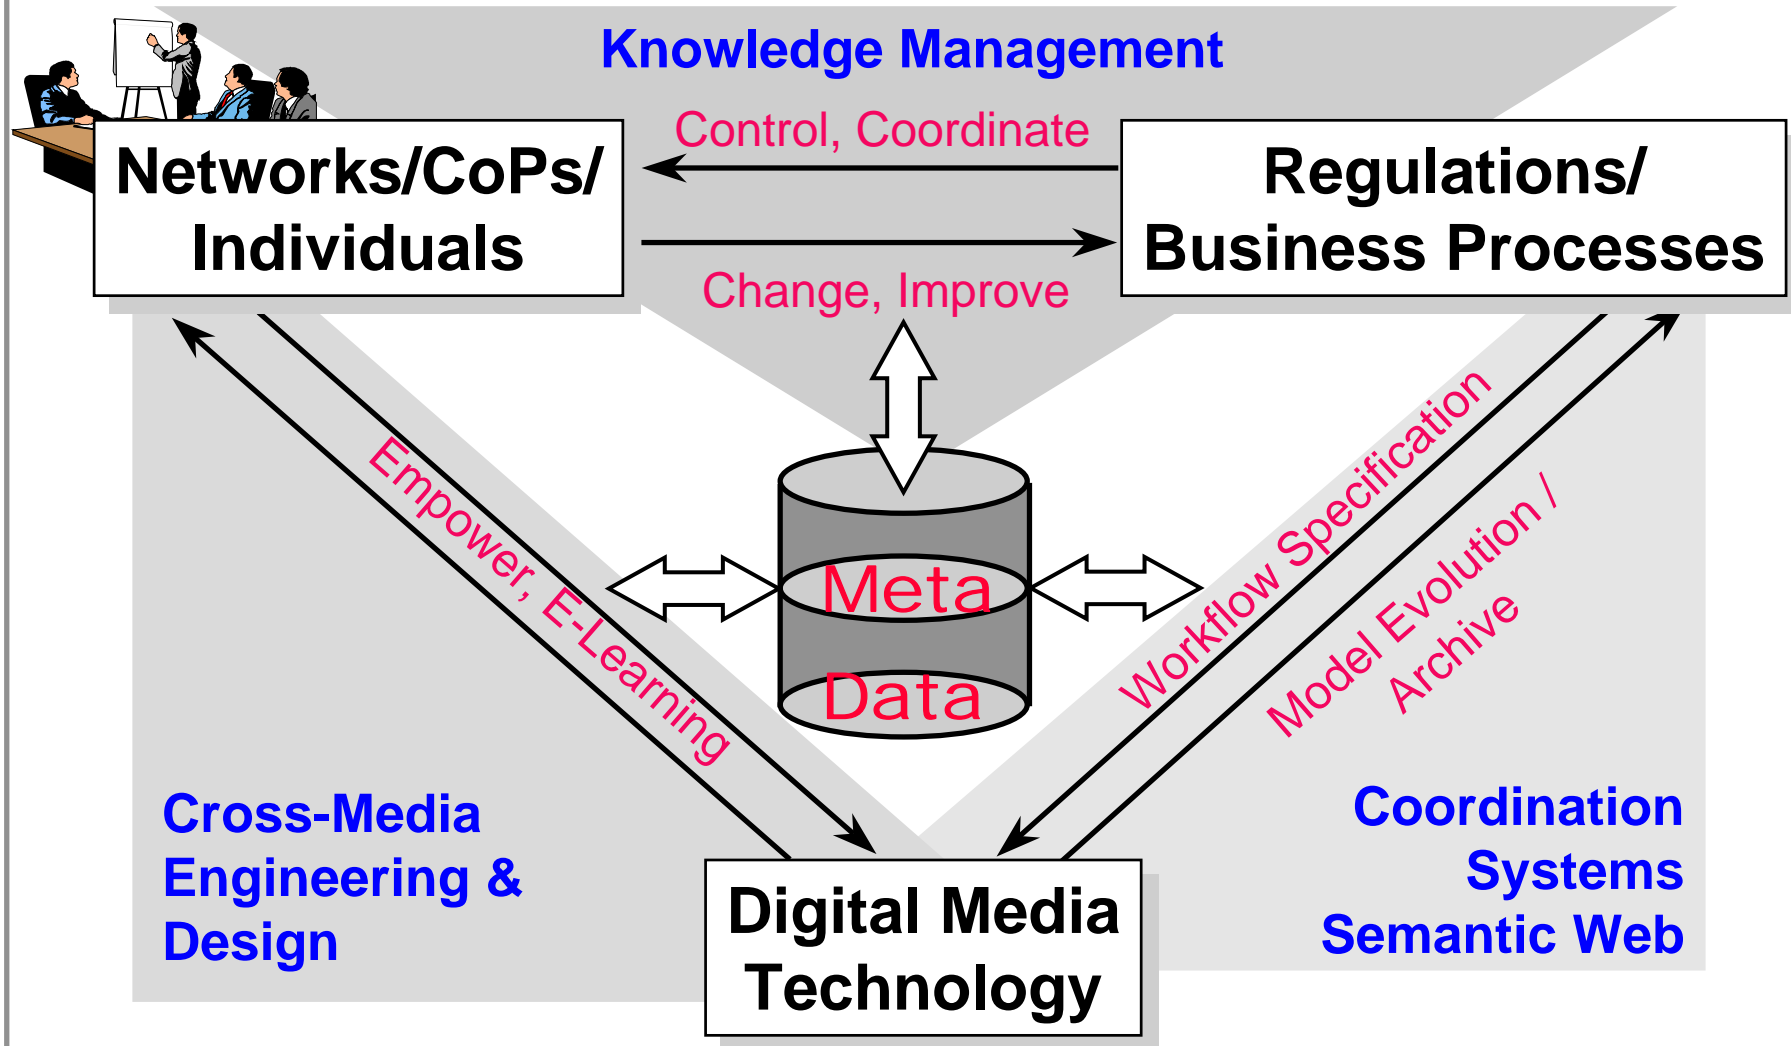 Knowledge Management
Control, Coordinate
Networks/CoPs/
Individuals
Regulations/
Business Processes
Change, Improve
Empower, E-Learning
Workflow Specification
Model Evolution /
Archive
Meta
Data
Cross-Media
Engineering &
Design
Coordination
Systems
Semantic Web
Digital Media
Technology